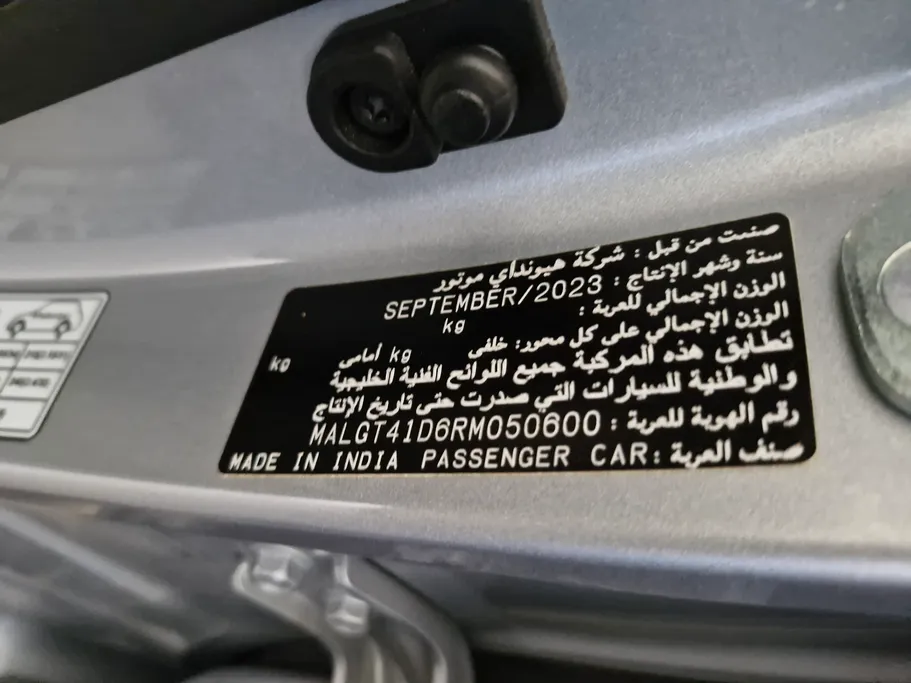 صنعت من قبل : شركة هيونداي موتور
سنة وشهر الإنتاج : SEPTEMBER/2023
الوزن الإجمالي للعربة : kg
الوزن الإجمالي على كل محور: خلفي kg أمامي kg
تطابق هذه المركبة جميع اللوائح الفنية الخليجية
والوطنية للسيارات التي صدرت حتى تاريخ الإنتاج
رقم الهوية للعربة : MALGT41D6RM050600
صنف العربة : PASSENGER CAR MADE IN INDIA